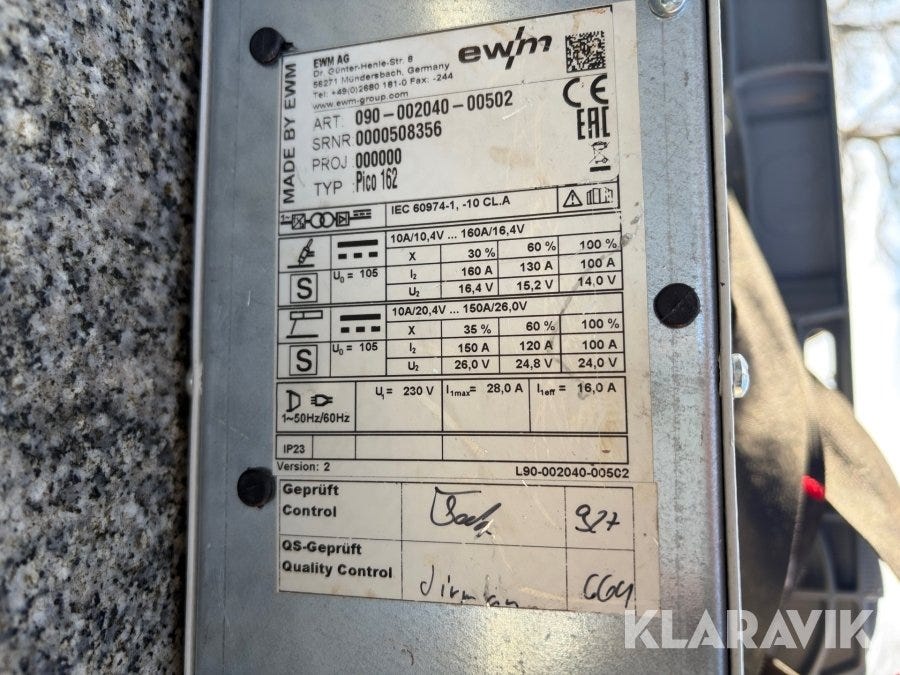 MADE BY EWM
EWM AG
Dr. Günter-Henle-Str. 8
56271 Mündersbach, Germany
Tel: +49(0)2680 181-0 Fax: -244
www.ewm-group.com
ewm
CE
EAC
ART. 090-002040-00502
SRNR 0000508356
PROJ 000000
TYP Pico 162
1~
IEC 60974-1, -10 CL.A
10A/10,4V ... 160A/16,4V
X 30 % 60 % 100 %
S U₀ = 105 I₂ 160 A 130 A 100 A
U₂ 16,4 V 15,2 V 14,0 V
10A/20,4V ... 150A/26,0V
X 35 % 60 % 100 %
S U₀ = 105 I₂ 150 A 120 A 100 A
U₂ 26,0 V 24,8 V 24,0 V
1~50Hz/60Hz U₁ = 230 V I₁max= 28,0 A I₁eff = 16,0 A
IP23
Version: 2 L90-002040-00502
Geprüft
Control 927
QS-Geprüft
Quality Control 664
KLARAVIK